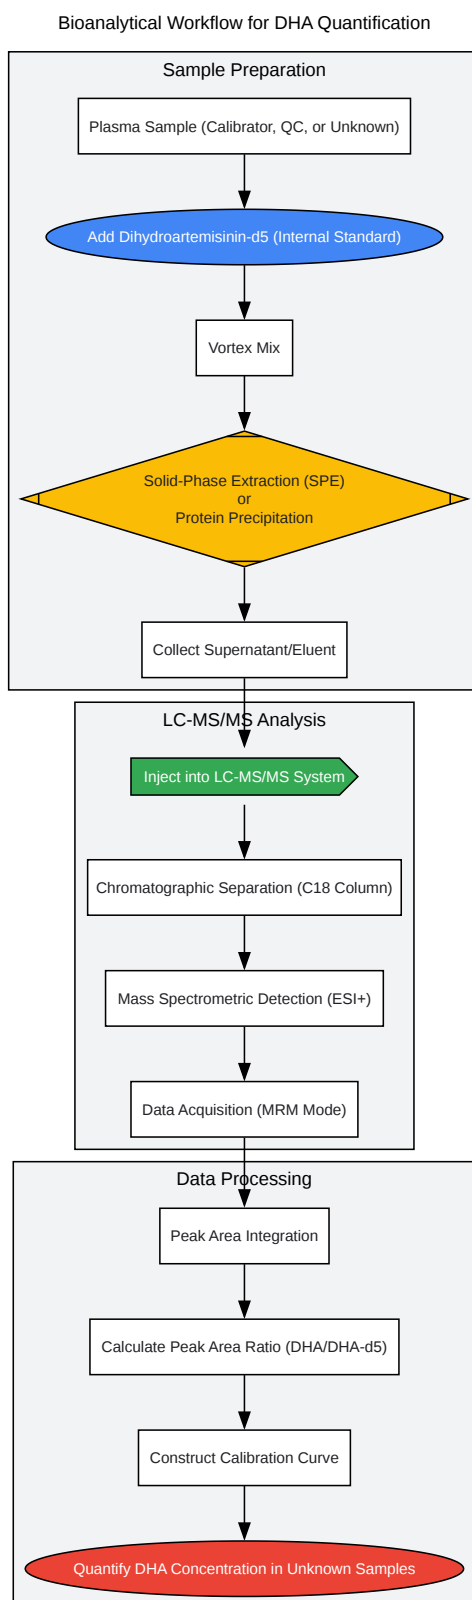 Bioanalytical Workflow for DHA Quantification
Sample Preparation
Plasma Sample (Calibrator, QC, or Unknown)
Add Dihydroartemisinin-d5 (Internal Standard)
Vortex Mix
Solid-Phase Extraction (SPE)
or
Protein Precipitation
Collect Supernatant/Eluent
LC-MS/MS Analysis
Inject into LC-MS/MS System
Chromatographic Separation (C18 Column)
Mass Spectrometric Detection (ESI+)
Data Acquisition (MRM Mode)
Data Processing
Peak Area Integration
Calculate Peak Area Ratio (DHA/DHA-d5)
Construct Calibration Curve
Quantify DHA Concentration in Unknown Samples